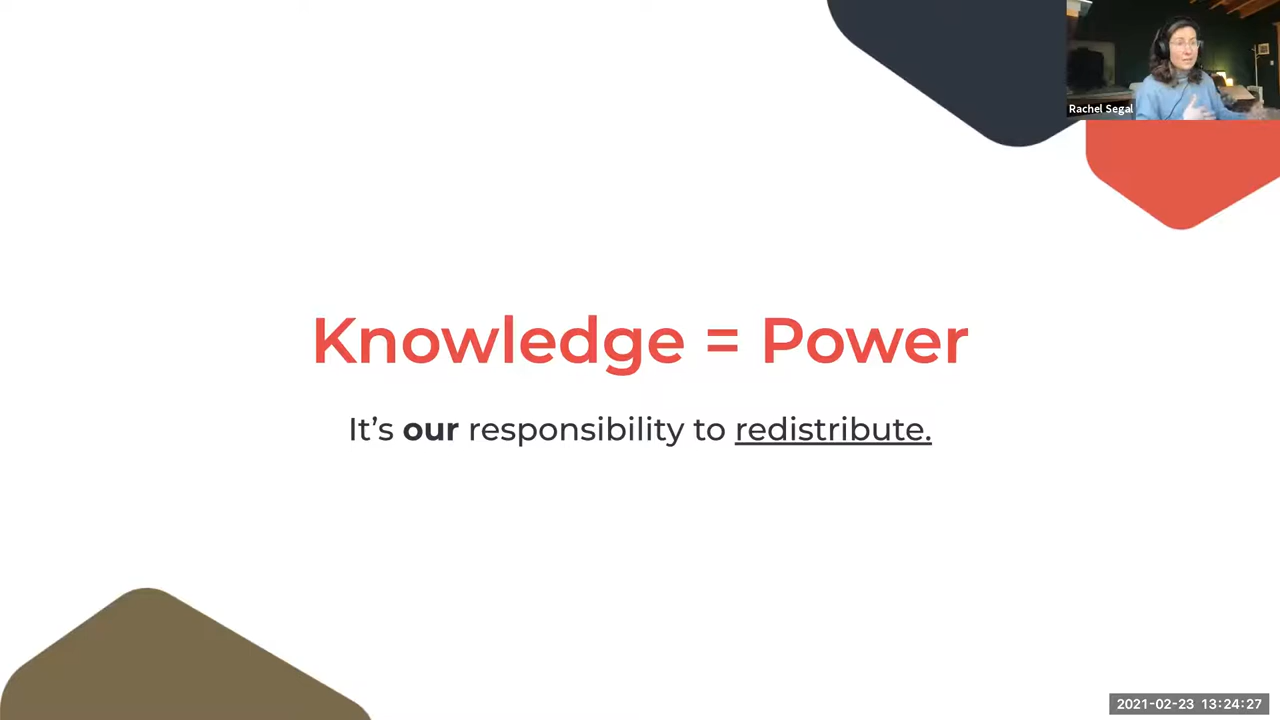 Rachel Segal
Knowledge = Power
It’s our responsibility to redistribute.
2021-02-23 13:24:27